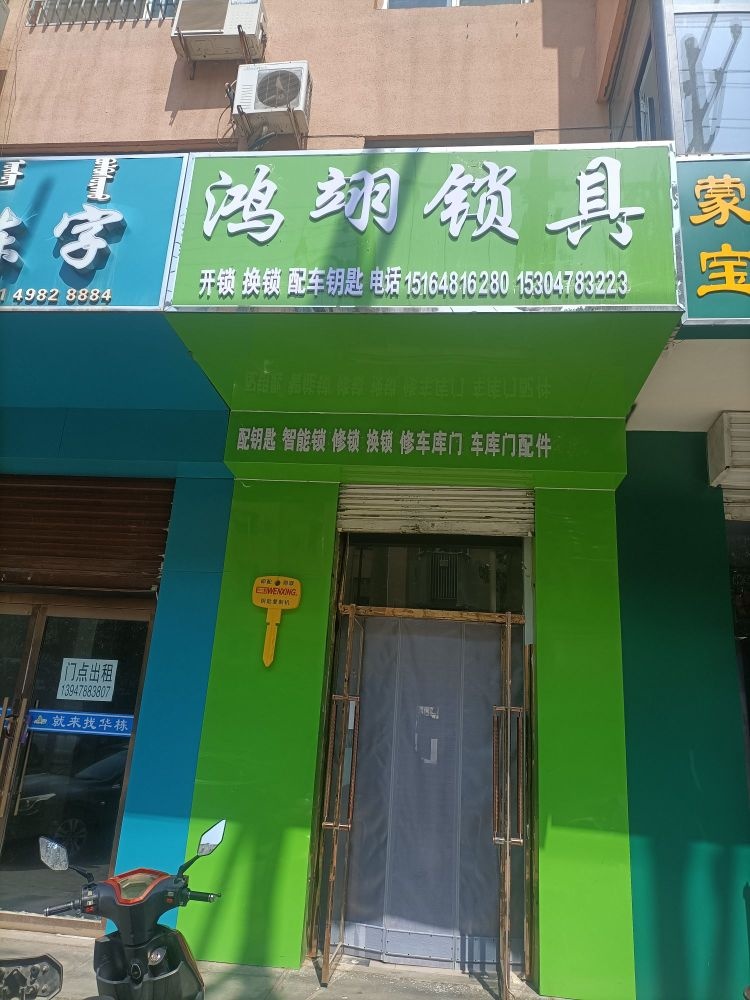 鸿翊锁具
开锁 换锁 配车钥匙 电话 15164816280 15304783223
配钥匙 智能锁 修锁 换锁 修车库门 车库门配件
字
4982 8884
蒙
宝
WENXING
门点出租
13947883807
就来找华栋